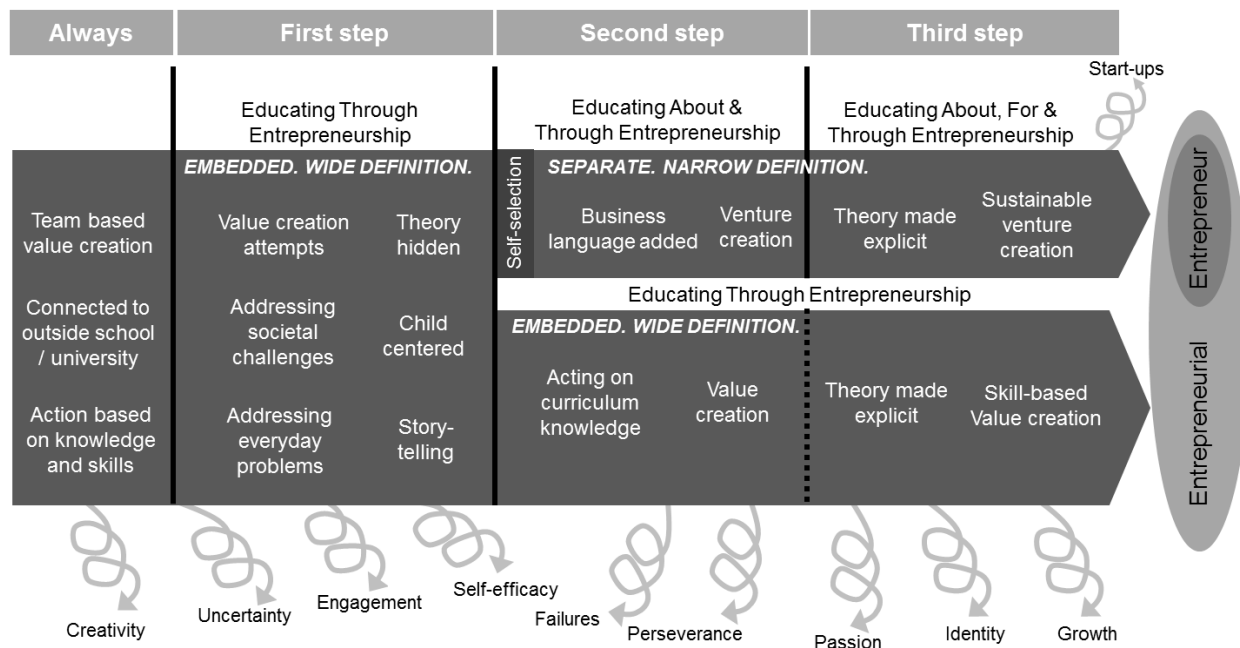 Always
First step
Second step
Third step
Start-ups
Educating Through
Entrepreneurship
Educating About &
Through Entrepreneurship
Educating About, For &
Through Entrepreneurship
EMBEDDED. WIDE DEFINITION.
SEPARATE. NARROW DEFINITION.
Self-selection
Team based
value creation
Value creation
attempts
Theory
hidden
Business
language added
Venture
creation
Theory made
explicit
Sustainable
venture
creation
Entrepreneur
Educating Through Entrepreneurship
Connected to
outside school
/ university
Addressing
societal
challenges
Child
centered
EMBEDDED. WIDE DEFINITION.
Action based
on knowledge
and skills
Addressing
everyday
problems
Story-
telling
Acting on
curriculum
knowledge
Value
creation
Theory made
explicit
Skill-based
Value creation
Entrepreneurial
Creativity
Uncertainty
Engagement
Self-efficacy
Failures
Perseverance
Passion
Identity
Growth